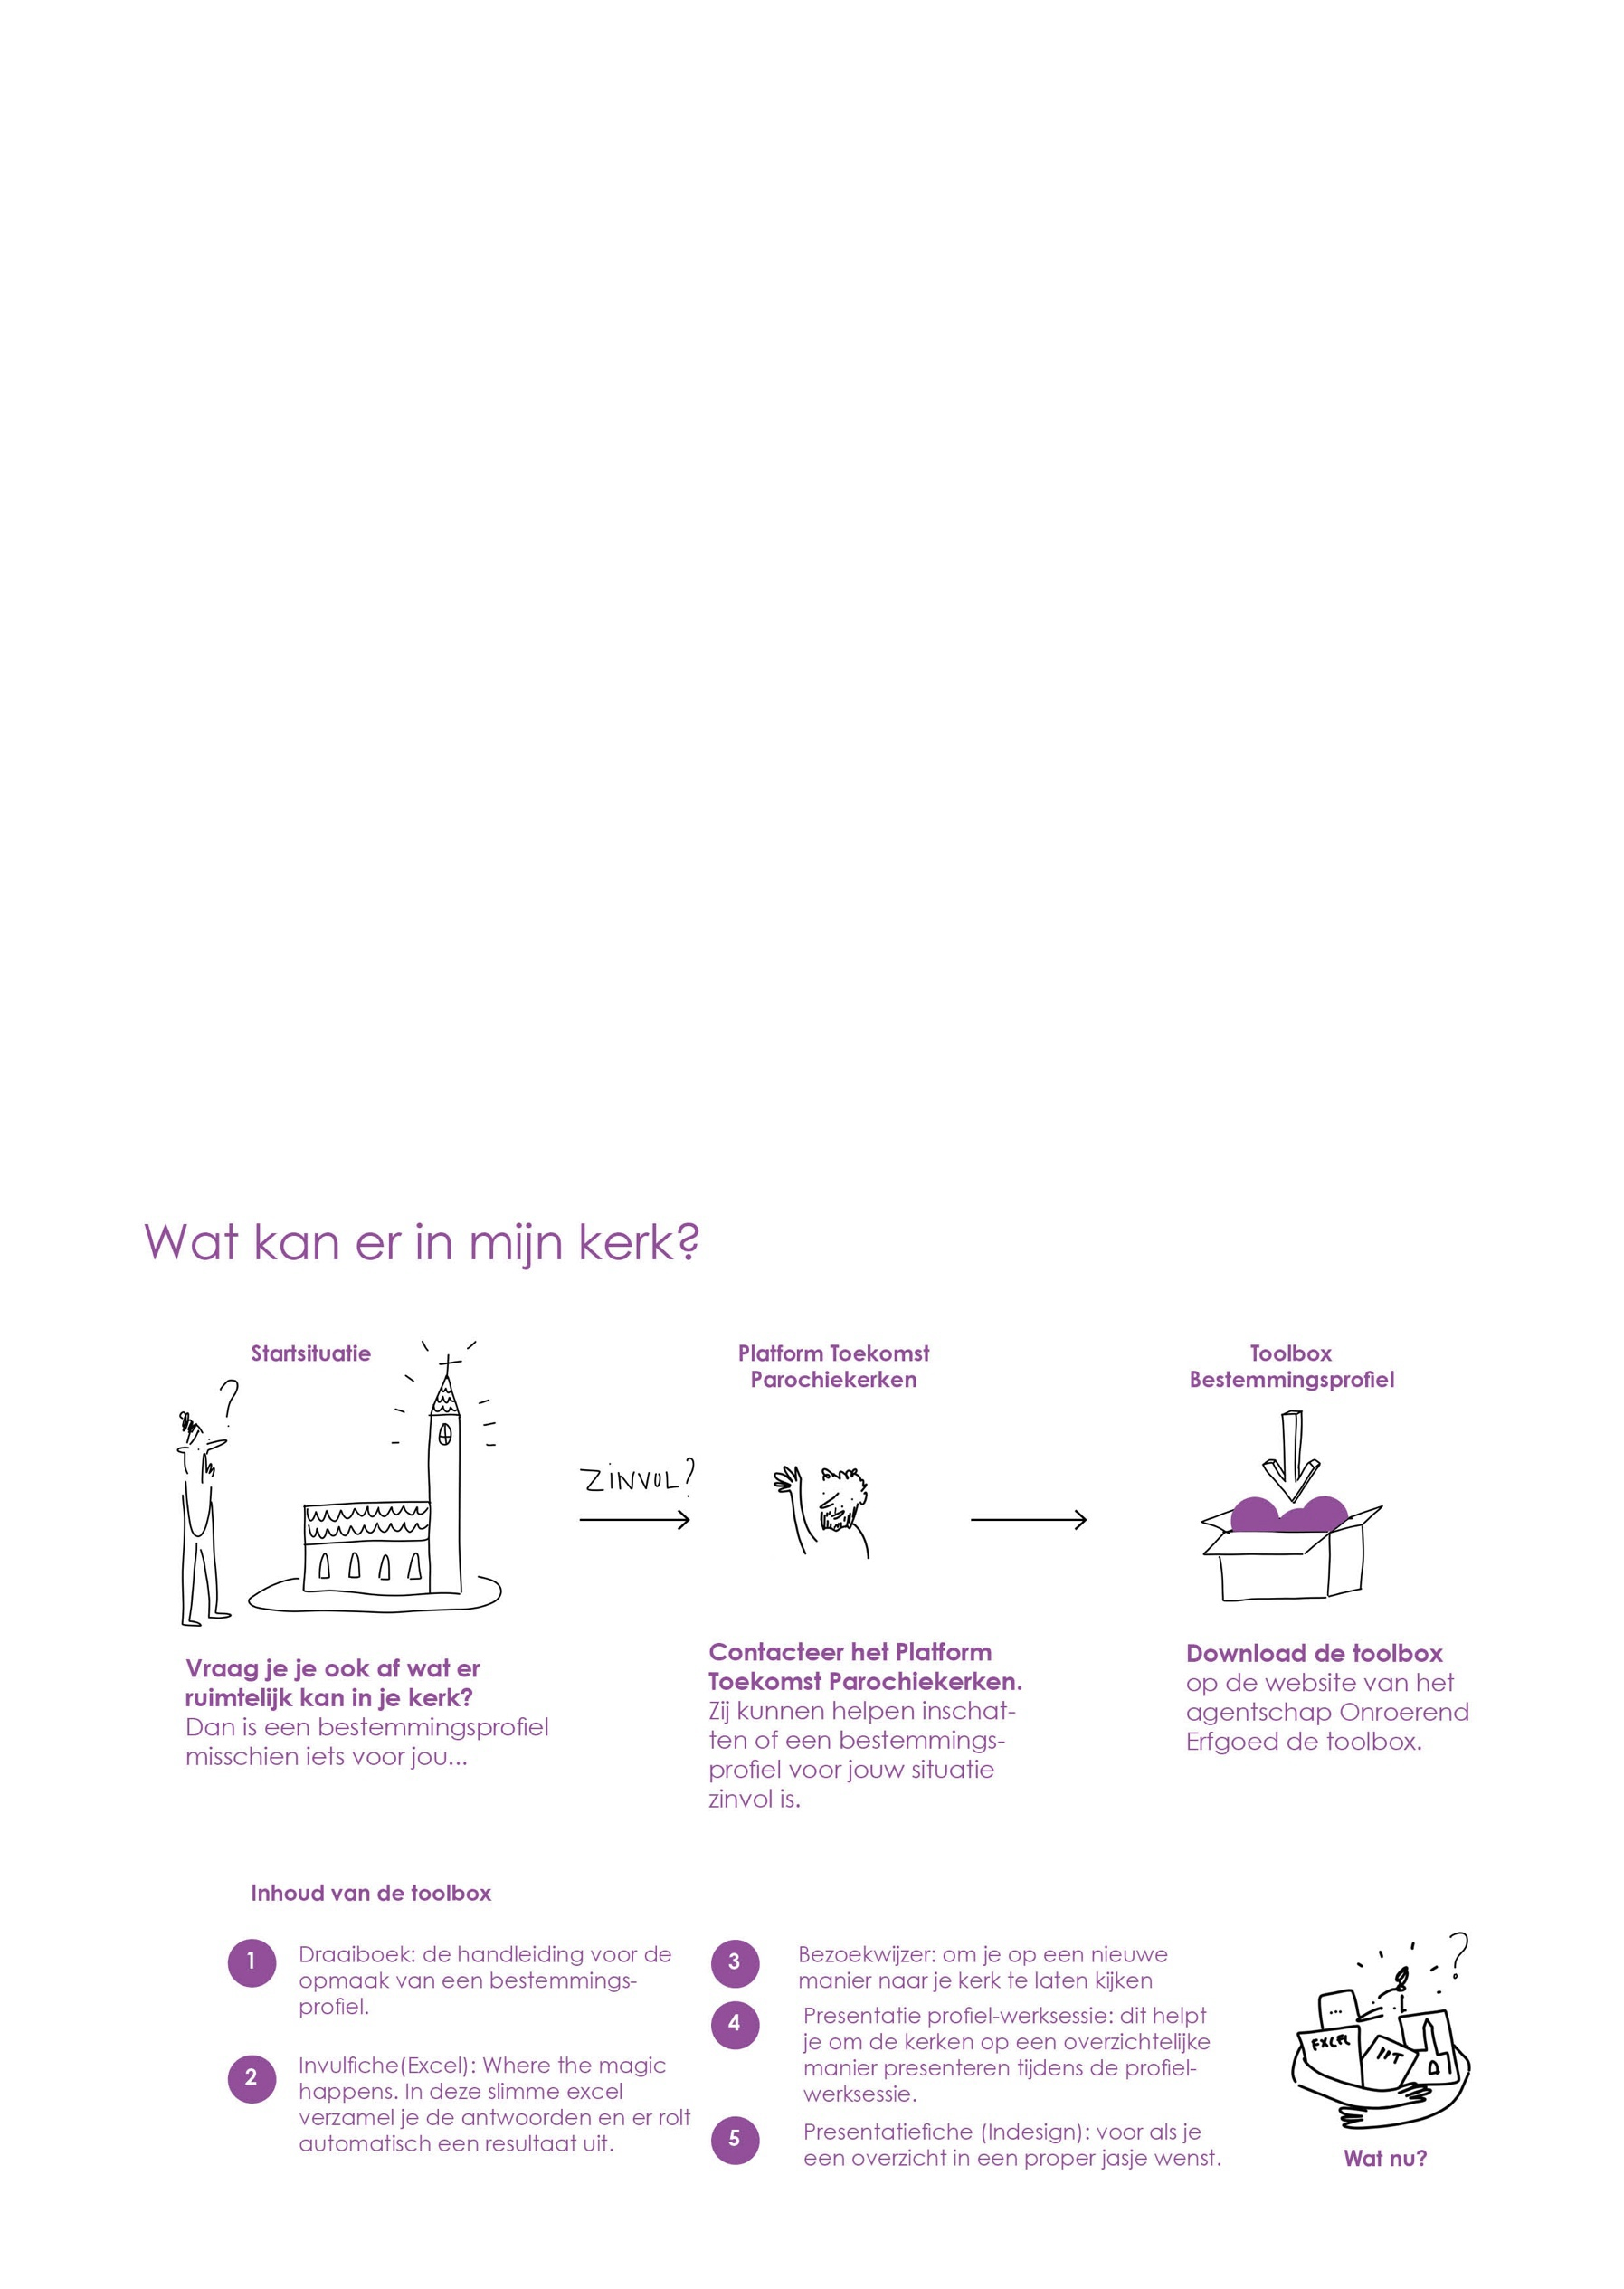 Wat kan er in mijn kerk?
Startsituatie
ZINVOL?
Platform Toekomst
Parochiekerken
Toolbox
Bestemmingsprofiel
Vraag je je ook af wat er
ruimtelijk kan in je kerk?
Dan is een bestemmingsprofiel
misschien iets voor jou...
Contacteer het Platform
Toekomst Parochiekerken.
Zij kunnen helpen inschat-
ten of een bestemmings-
profiel voor jouw situatie
zinvol is.
Download de toolbox
op de website van het
agentschap Onroerend
Erfgoed de toolbox.
Inhoud van de toolbox
1
Draaiboek: de handleiding voor de
opmaak van een bestemmings-
profiel.
2
Invulfiche(Excel): Where the magic
happens. In deze slimme excel
verzamel je de antwoorden en er rolt
automatisch een resultaat uit.
3
Bezoekwijzer: om je op een nieuwe
manier naar je kerk te laten kijken
4
Presentatie profiel-werksessie: dit helpt
je om de kerken op een overzichtelijke
manier presenteren tijdens de profiel-
werksessie.
5
Presentatiefiche (Indesign): voor als je
een overzicht in een proper jasje wenst.
?
...
EXCEL
Wat nu?